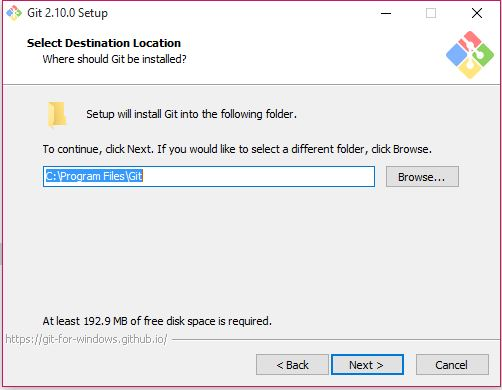 Git 2.10.0 Setup
Select Destination Location
Where should Git be installed?
Setup will install Git into the following folder.
To continue, click Next. If you would like to select a different folder, click Browse.
C:\Program Files\Git
Browse...
At least 192.9 MB of free disk space is required.
https://git-for-windows.github.io/
< Back
Next >
Cancel